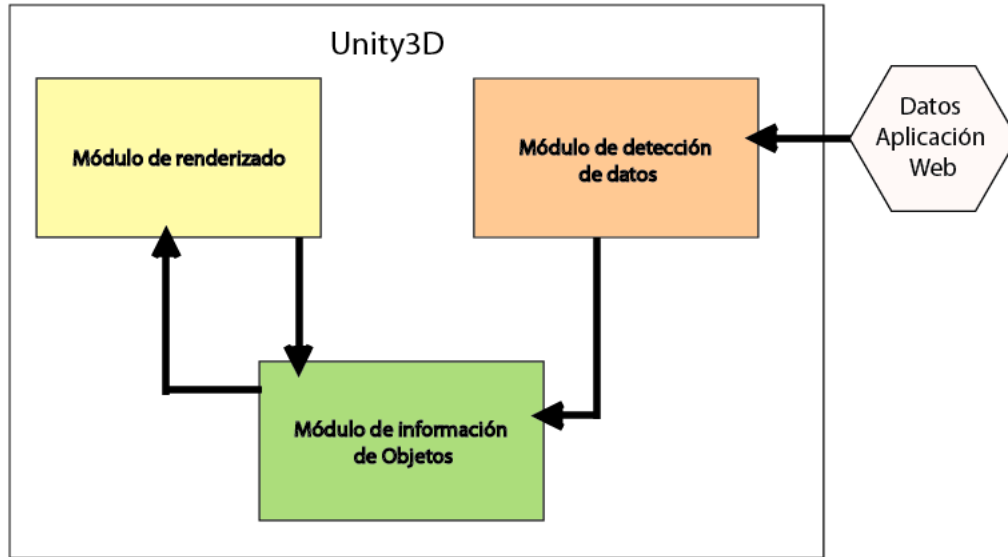 Unity3D
Módulo de renderizado
Módulo de detección
de datos
Datos
Aplicación
Web
Módulo de información
de Objetos